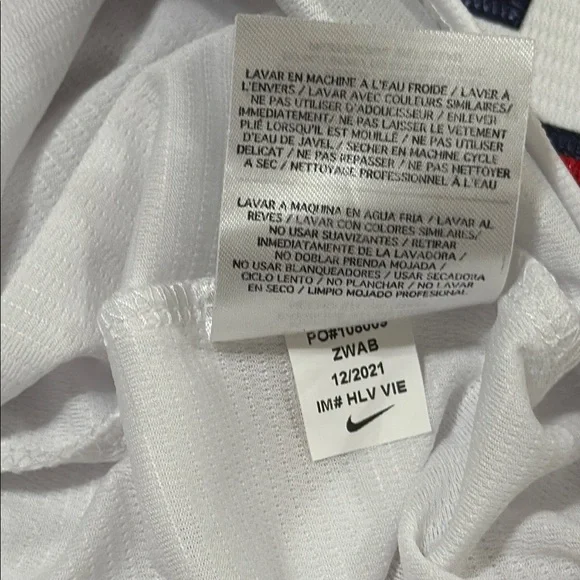 LAVAR EN MACHINE A L'EAU FROIDE / LAVER À
L'ENVERS / LAVAR AVEC COULEURS SIMILAIRES/
NE PAS UTILISER D'ADOUCISSEUR / ENLEVER
IMMEDIATEMENT/ NE PAS LAISSER LE VETEMENT
PLIÉ LORSQU'IL EST MOUILLÉ / NE PAS UTILISER
D'EAU DE JAVEL / SECHER EN MACHINE CYCLE
DELICAT / NE PAS REPASSER / NE PAS NETTOYER
A SEC / NETTOYAGE PROFESSIONNEL À L'EAU
LAVAR A MAQUINA EN AGUA FRIA / LAVAR AL
REVES / LAVAR CON COLORES SIMILARES/
NO USAR SUAVIZANTES / RETIRAR
INMEDIATAMENTE DE LA LAVADORA /
NO DOBLAR PRENDA MOJADA /
NO USAR BLANQUEADORES / USAR SECADORA
CICLO LENTO / NO PLANCHAR / NO LAVAR
EN SECO / LIMPIO MOJADO PROFESIONAL
PO#108009
ZWAB
12/2021
IM# HLV VIE